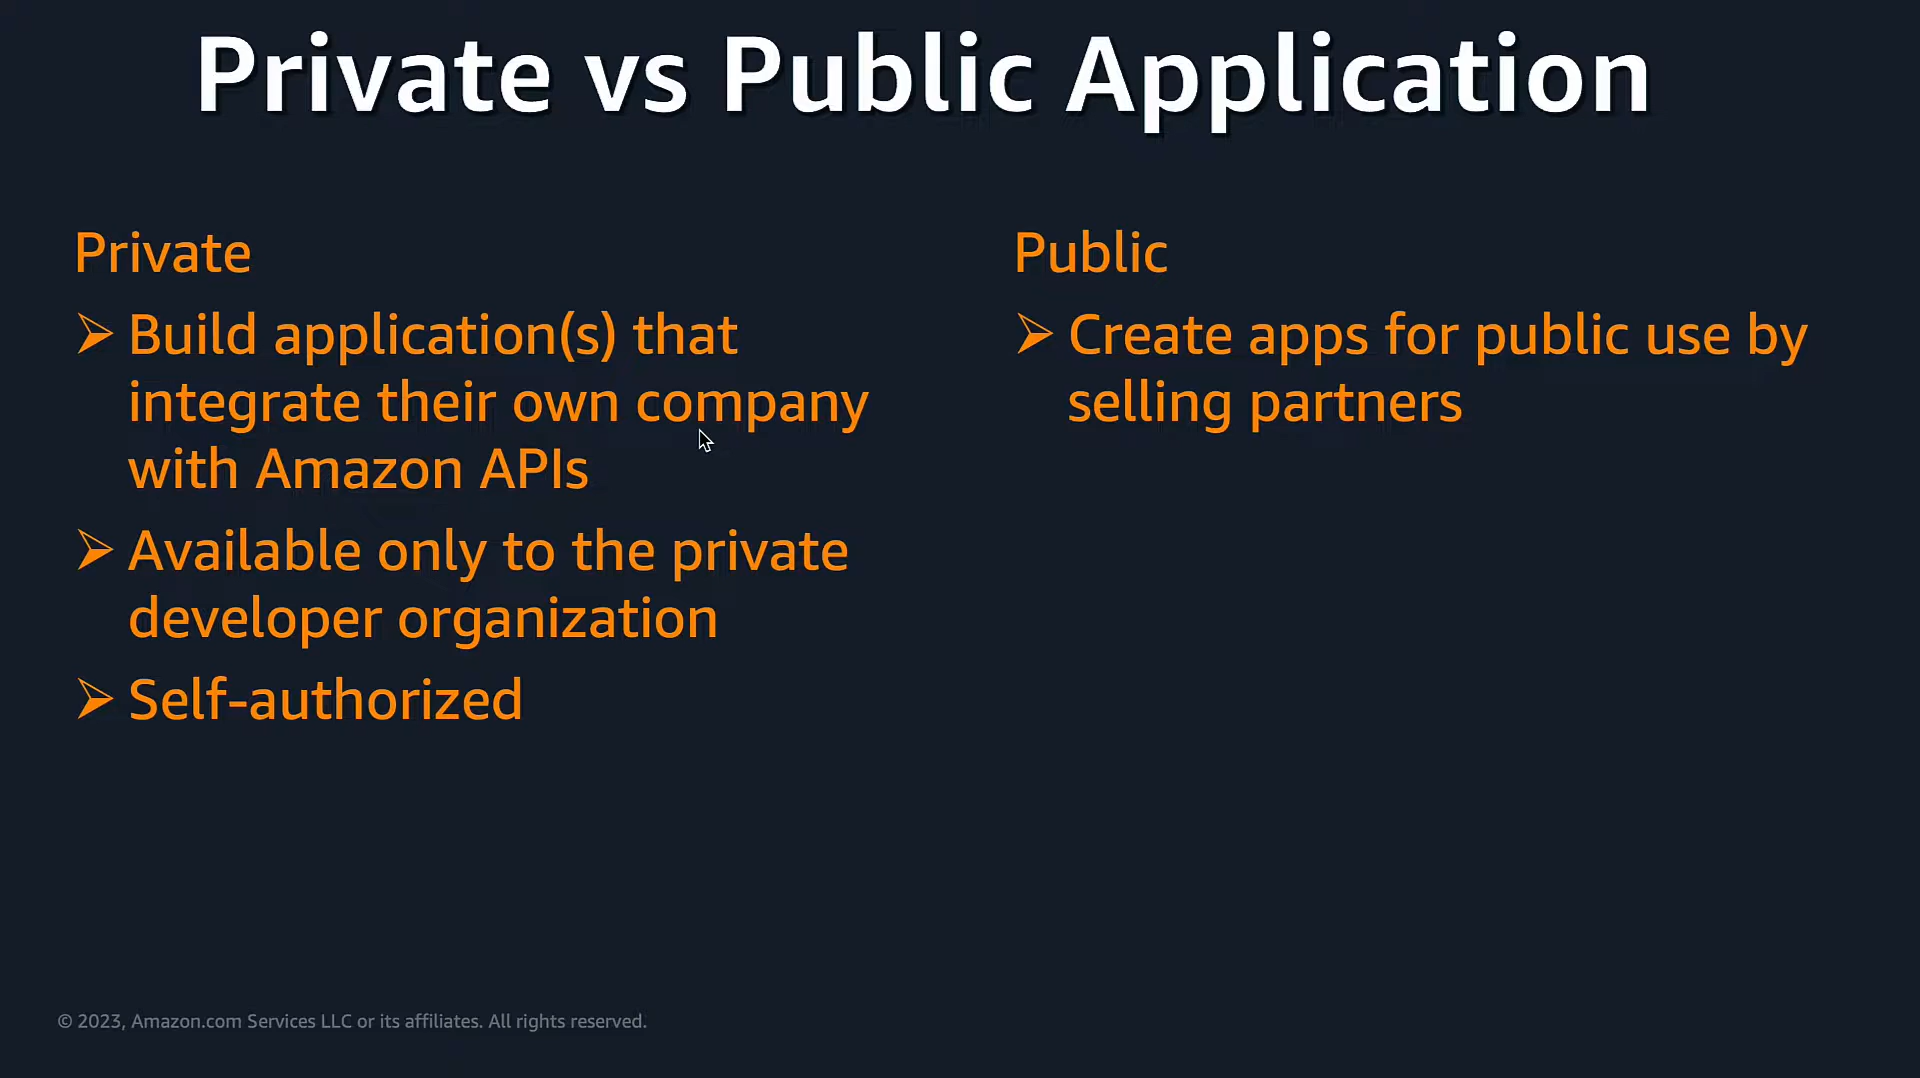 Private vs Public Application
Private
➢ Build application(s) that
integrate their own company
with Amazon APIs
➢ Available only to the private
developer organization
➢ Self-authorized
Public
➢ Create apps for public use by
selling partners
© 2023, Amazon.com Services LLC or its affiliates. All rights reserved.